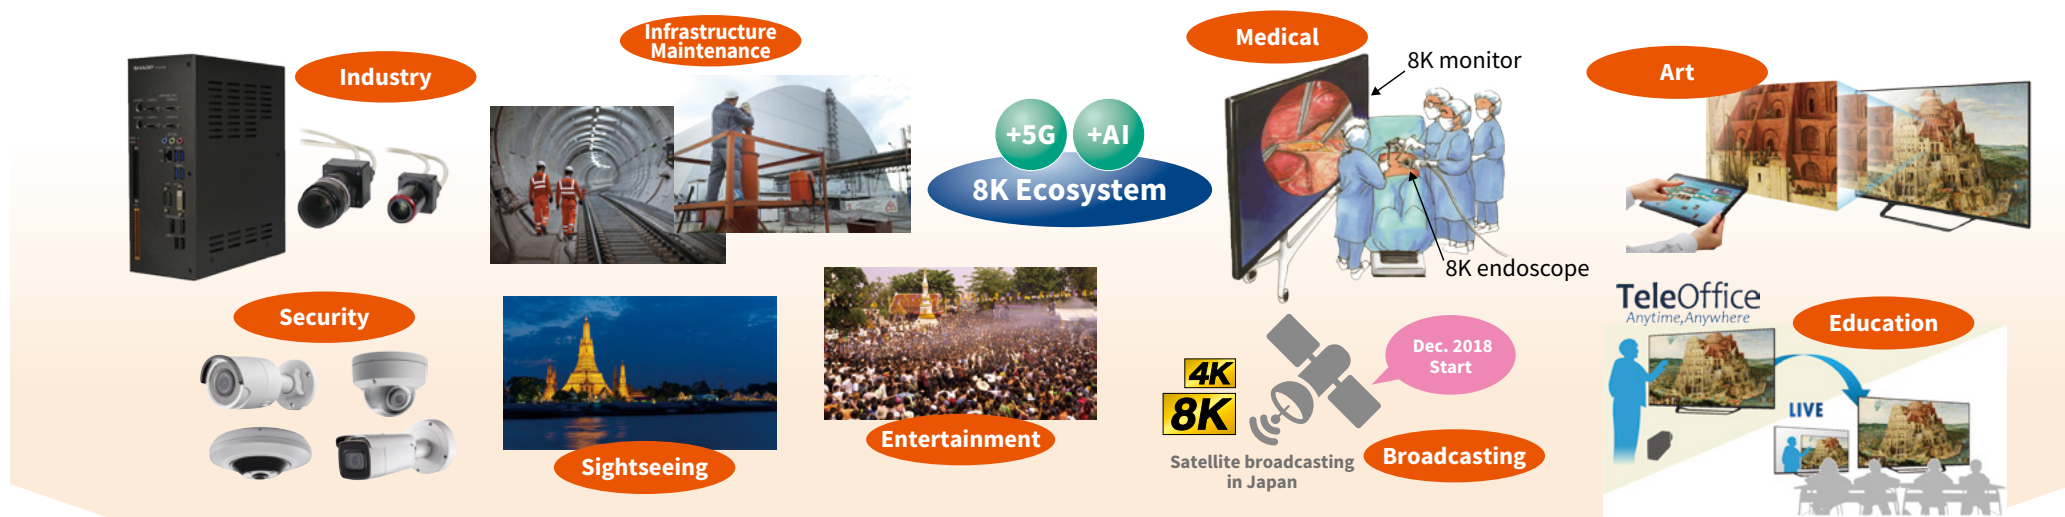 Industry
Infrastructure
Maintenance
+5G
+AI
8K Ecosystem
Medical
8K monitor
8K endoscope
Art
Security
Sightseeing
Entertainment
4K
8K
Dec. 2018
Start
Satellite broadcasting
in Japan
Broadcasting
TeleOffice
Anytime,Anywhere
Education
LIVE